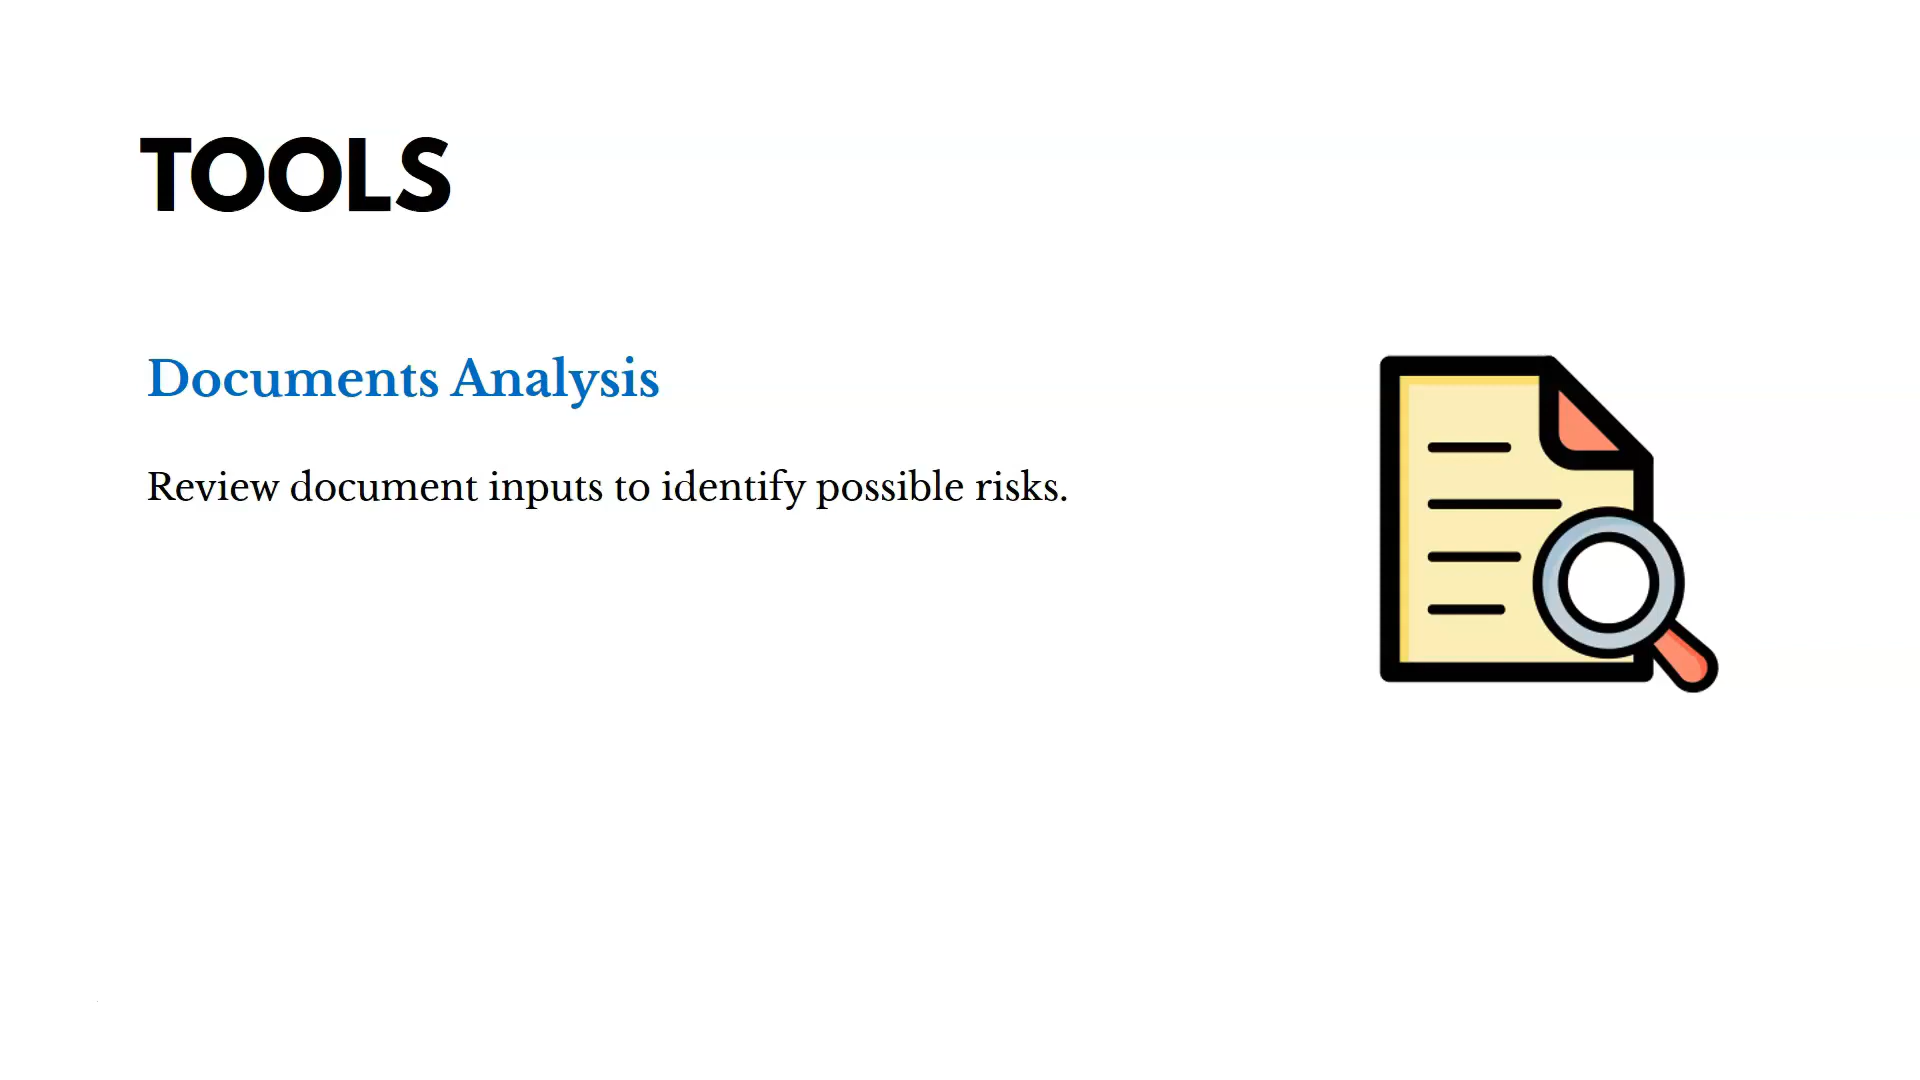 TOOLS
Documents Analysis
Review document inputs to identify possible risks.